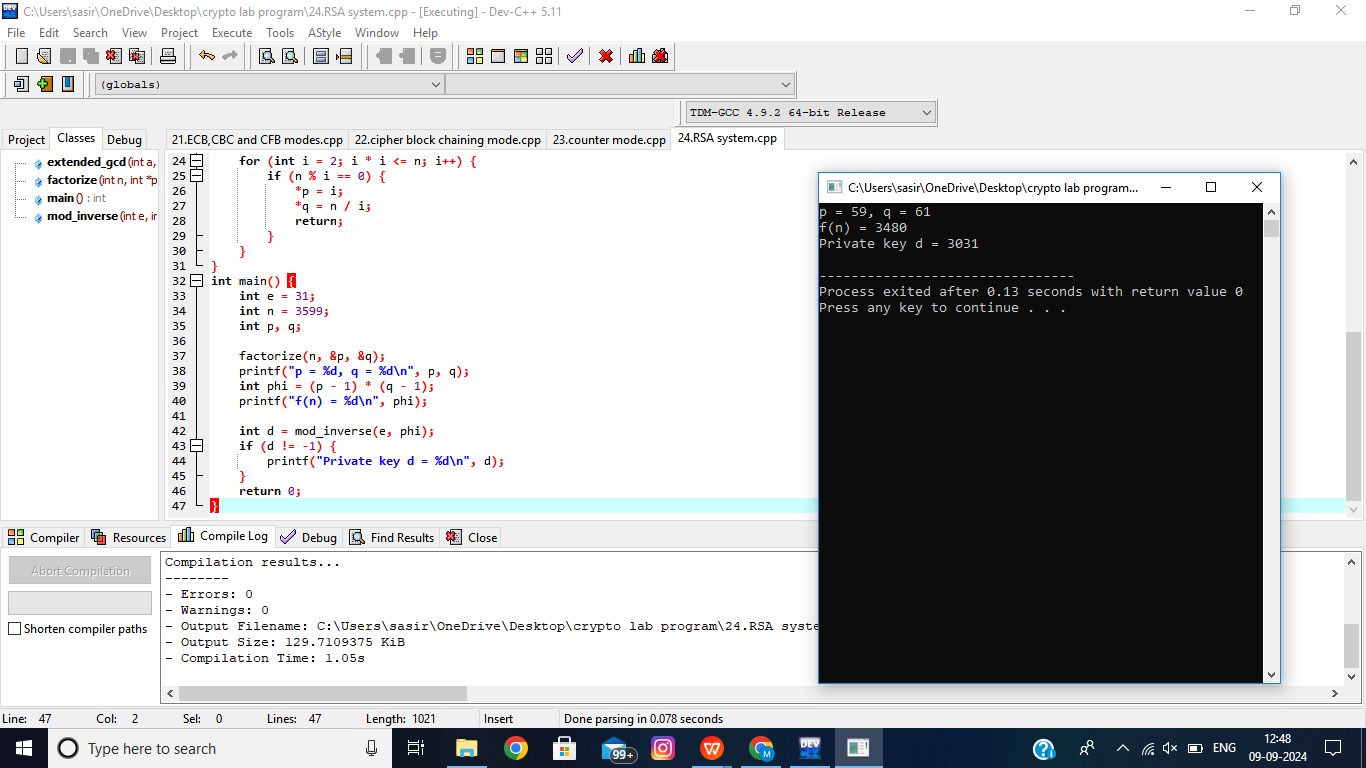 C:\Users\sasir\OneDrive\Desktop\crypto lab program\24.RSA system.cpp - [Executing] - Dev-C++ 5.11
File Edit Search View Project Execute Tools AStyle Window Help
(globals)
TDM-GCC 4.9.2 64-bit Release
Project Classes Debug
21.ECB,CBC and CFB modes.cpp 22.cipher block chaining mode.cpp 23.counter mode.cpp 24.RSA system.cpp
extended_gcd (int a,
factorize (int n, int *p
main () : int
mod_inverse (int e, ir
24 for (int i = 2; i * i <= n; i++) {
25 if (n % i == 0) {
26 *p = i;
27 *q = n / i;
28 return;
29 }
30 }
31 }
32 int main() {
33 int e = 31;
34 int n = 3599;
35 int p, q;
36
37 factorize(n, &p, &q);
38 printf("p = %d, q = %d\n", p, q);
39 int phi = (p - 1) * (q - 1);
40 printf("f(n) = %d\n", phi);
41
42 int d = mod_inverse(e, phi);
43 if (d != -1) {
44 printf("Private key d = %d\n", d);
45 }
46 return 0;
47 }
C:\Users\sasir\OneDrive\Desktop\crypto lab program...
p = 59, q = 61
f(n) = 3480
Private key d = 3031
--------------------------------
Process exited after 0.13 seconds with return value 0
Press any key to continue . . .
Compiler Resources Compile Log Debug Find Results Close
Abort Compilation
Shorten compiler paths
Compilation results...
--------
- Errors: 0
- Warnings: 0
- Output Filename: C:\Users\sasir\OneDrive\Desktop\crypto lab program\24.RSA syste
- Output Size: 129.7109375 KiB
- Compilation Time: 1.05s
Line: 47 Col: 2 Sel: 0 Lines: 47 Length: 1021 Insert Done parsing in 0.078 seconds
Type here to search
99+
DEV
M
ENG
12:48
09-09-2024